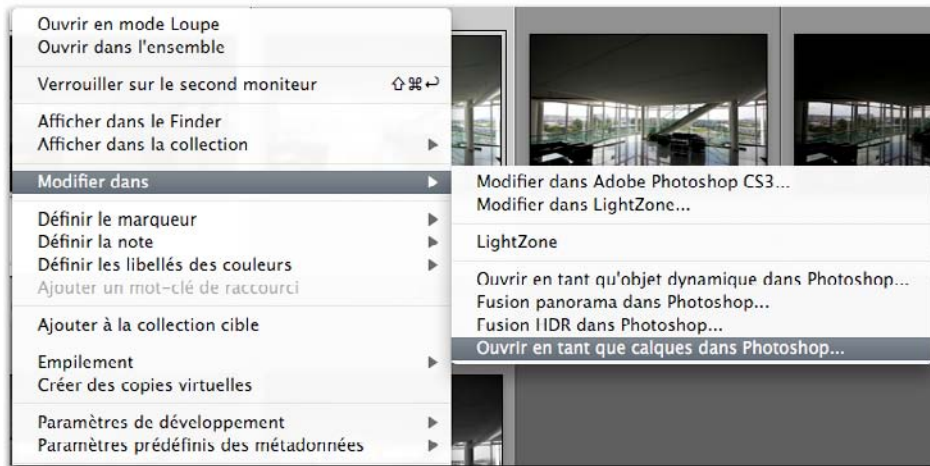 Ouvrir en mode Loupe
Ouvrir dans l'ensemble
Verrouiller sur le second moniteur ⇧⌘↩
Afficher dans le Finder
Afficher dans la collection
Modifier dans
Définir le marqueur
Définir la note
Définir les libellés des couleurs
Ajouter un mot-clé de raccourci
Ajouter à la collection cible
Empilement
Créer des copies virtuelles
Paramètres de développement
Paramètres prédéfinis des métadonnées
Modifier dans Adobe Photoshop CS3...
Modifier dans LightZone...
LightZone
Ouvrir en tant qu'objet dynamique dans Photoshop...
Fusion panorama dans Photoshop...
Fusion HDR dans Photoshop...
Ouvrir en tant que calques dans Photoshop...